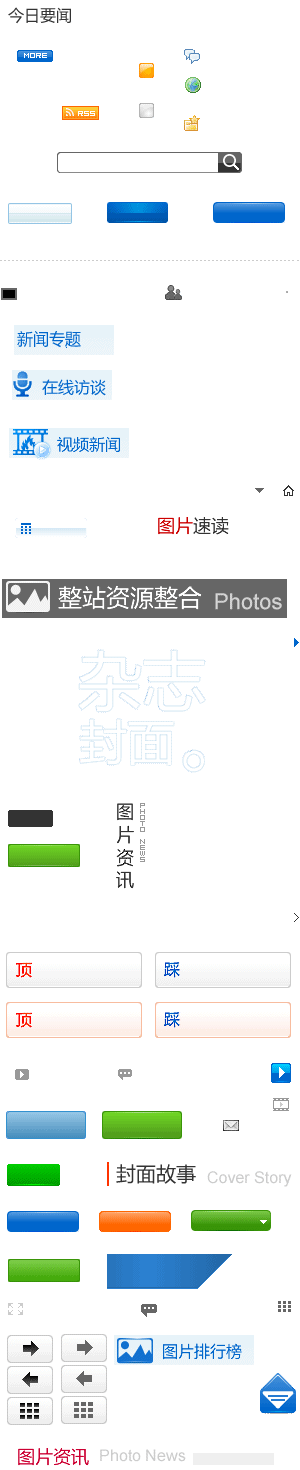 今日要闻
MORE
RSS
新闻专题
在线访谈
视频新闻
图片速读
整站资源整合 Photos
杂志
封面。
图片资讯
PHOTO NEWS
顶 踩
顶 踩
封面故事 Cover Story
图片排行榜
图片资讯 Photo News